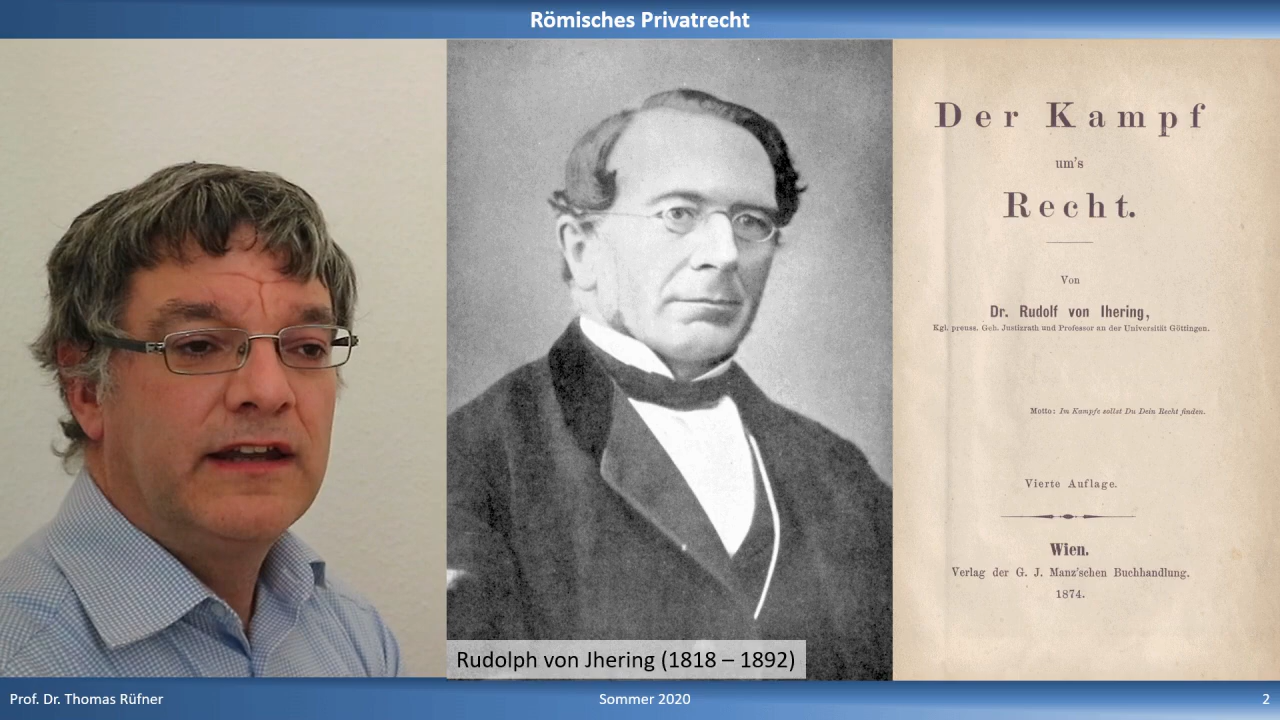 Römisches Privatrecht
Der Kampf
um's
Recht.
Von
Dr. Rudolf von Ihering,
Kgl. preuss. Geh. Justizrath und Professor an der Universität Göttingen.
Motto: Im Kampfe sollst Du Dein Recht finden.
Vierte Auflage.
Wien.
Verlag der G. J. Manz'schen Buchhandlung.
1874.
Rudolph von Jhering (1818 – 1892)
Prof. Dr. Thomas Rüfner
Sommer 2020
2